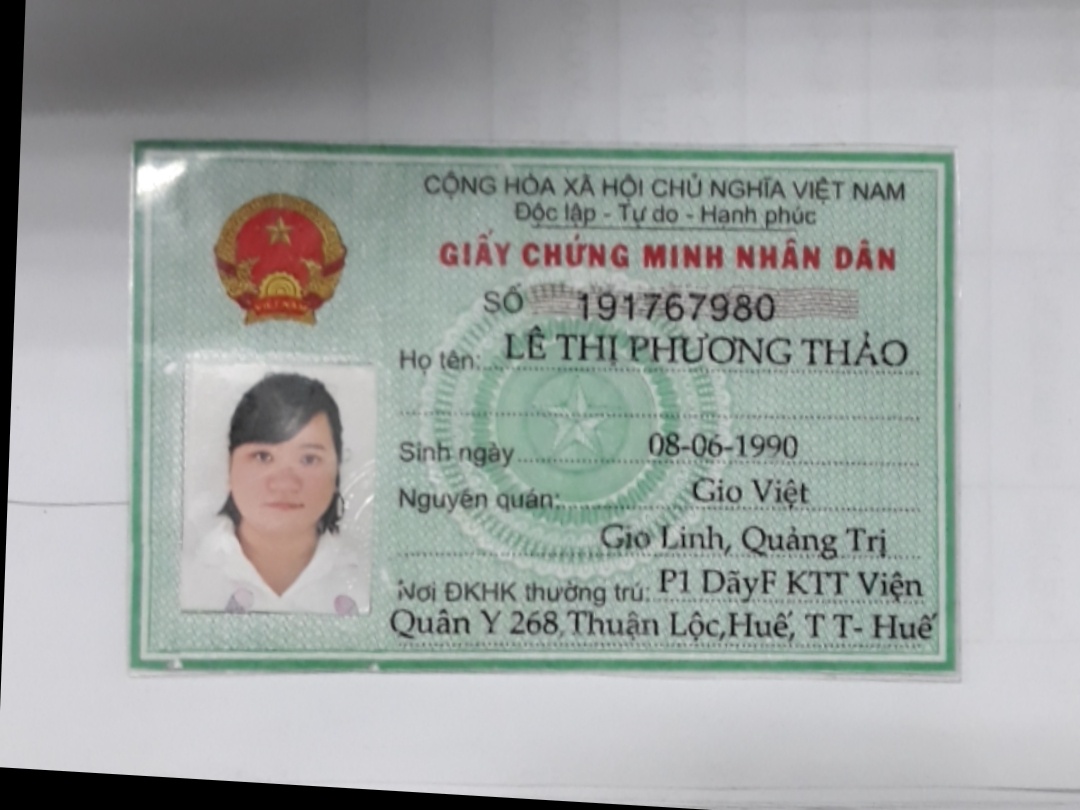 CỘNG HÒA XÃ HỘI CHỦ NGHĨA VIỆT NAM
Độc lập - Tự do - Hạnh phúc
GIẤY CHỨNG MINH NHÂN DÂN
SỐ 191767980
Họ tên: LÊ THỊ PHƯƠNG THẢO
Sinh ngày 08-06-1990
Nguyên quán: Gio Việt
Gio Linh, Quảng Trị
Nơi ĐKHK thường trú: P1 DãyF KTT Viện
Quân Y 268,Thuận Lộc,Huế, T T- Huế
VIỆT NAM